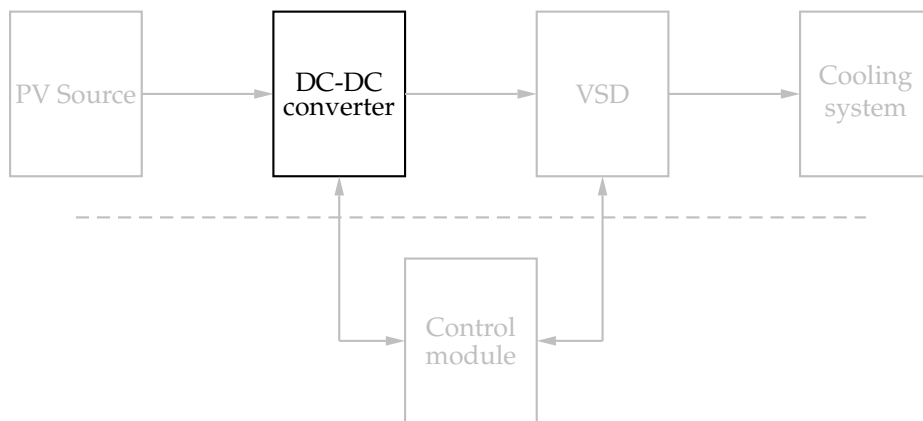 PV Source
DC-DC
converter
VSD
Cooling
system
Control
module